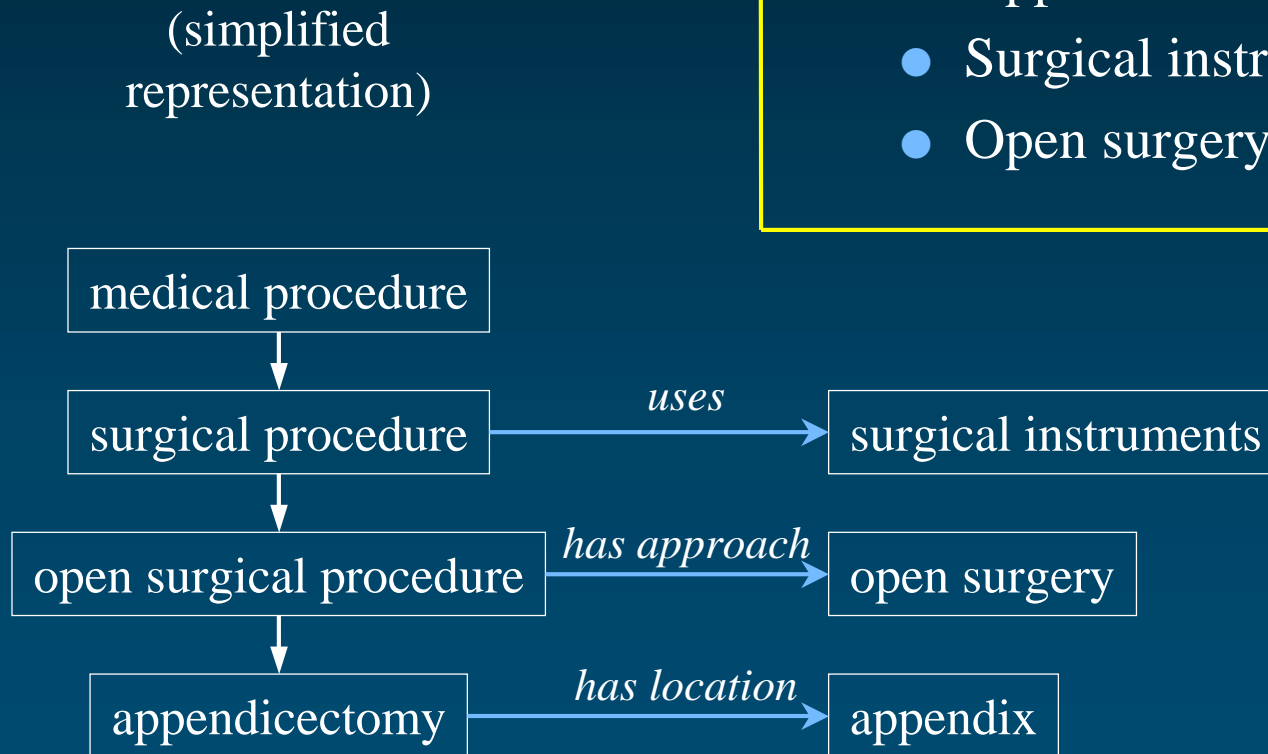 (simplified
representation)
Surgical instr
Open surgery
medical procedure
uses
surgical procedure
surgical instruments
has approach
open surgical procedure
open surgery
has location
appendicectomy
appendix